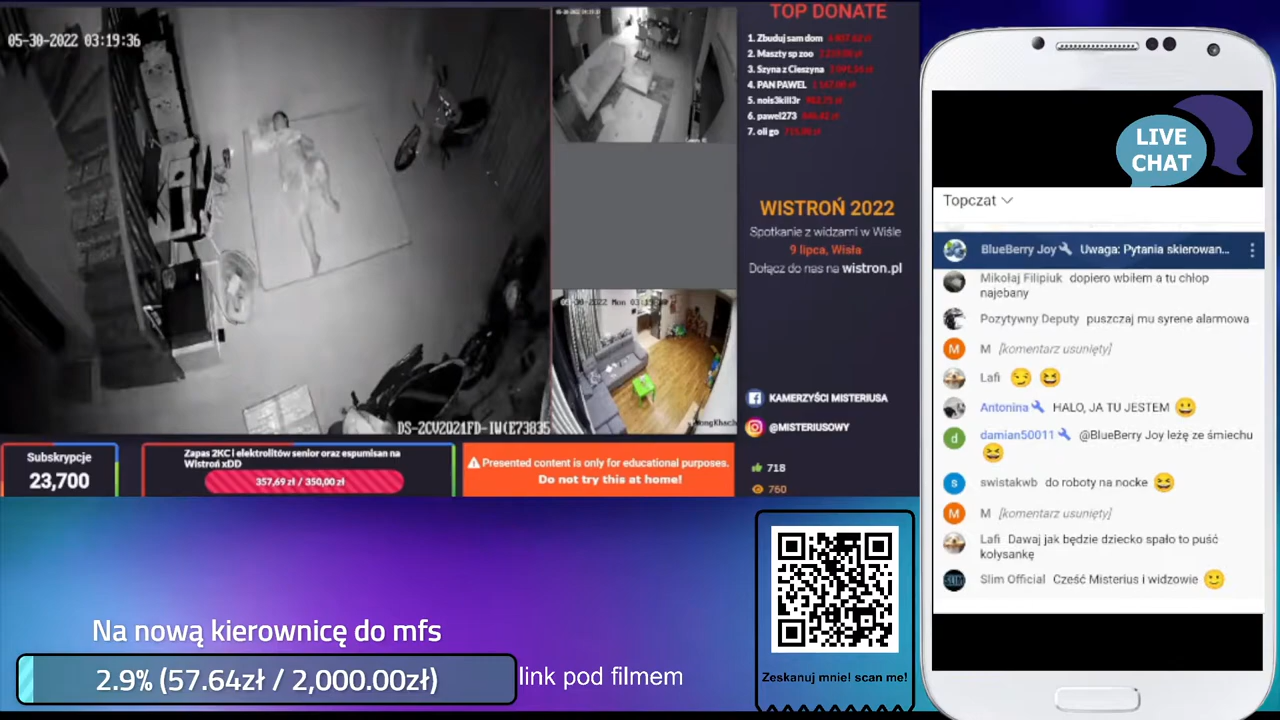 05-30-2022 03:19:36
DS-2CV2021FD-IW(E73835
TOP DONATE
1. Zbuduj sam dom
2. Maszty sp zoo
3. Szyna z Cieszyna
4. PAN PAWEL
5. nois3kill3r
6. pawel273
7. oli go
WISTROŃ 2022
Spotkanie z widzami w Wiśle
9 lipca, Wisła
Dołącz do nas na wistron.pl
KAMERZYŚCI MISTERIUSA
@MISTERIUSOWY
718
760
Subskrypcje
23,700
Zapas 2KC i elektrolitów senior oraz espumisan na
Wistroń xDD
357,69 zł / 350,00 zł
Presented content is only for educational purposes.
Do not try this at home!
Na nową kierownicę do mfs
2.9% (57.64zł / 2,000.00zł)
link pod filmem
Zeskanuj mnie! scan me!
LIVE
CHAT
Topczat
BlueBerry Joy Uwaga: Pytania skierowan...
Mikołaj Filipiuk dopiero wbiłem a tu chłop
najebany
Pozytywny Deputy puszczaj mu syrene alarmowa
M M [komentarz usunięty]
Lafi
Antonina HALO, JA TU JESTEM
d damian50011 @BlueBerry Joy leżę ze śmiechu
s swistakwb do roboty na nocke
M M [komentarz usunięty]
Lafi Dawaj jak będzie dziecko spało to puść
kołysankę
Slim Official Cześć Misterius i widzowie